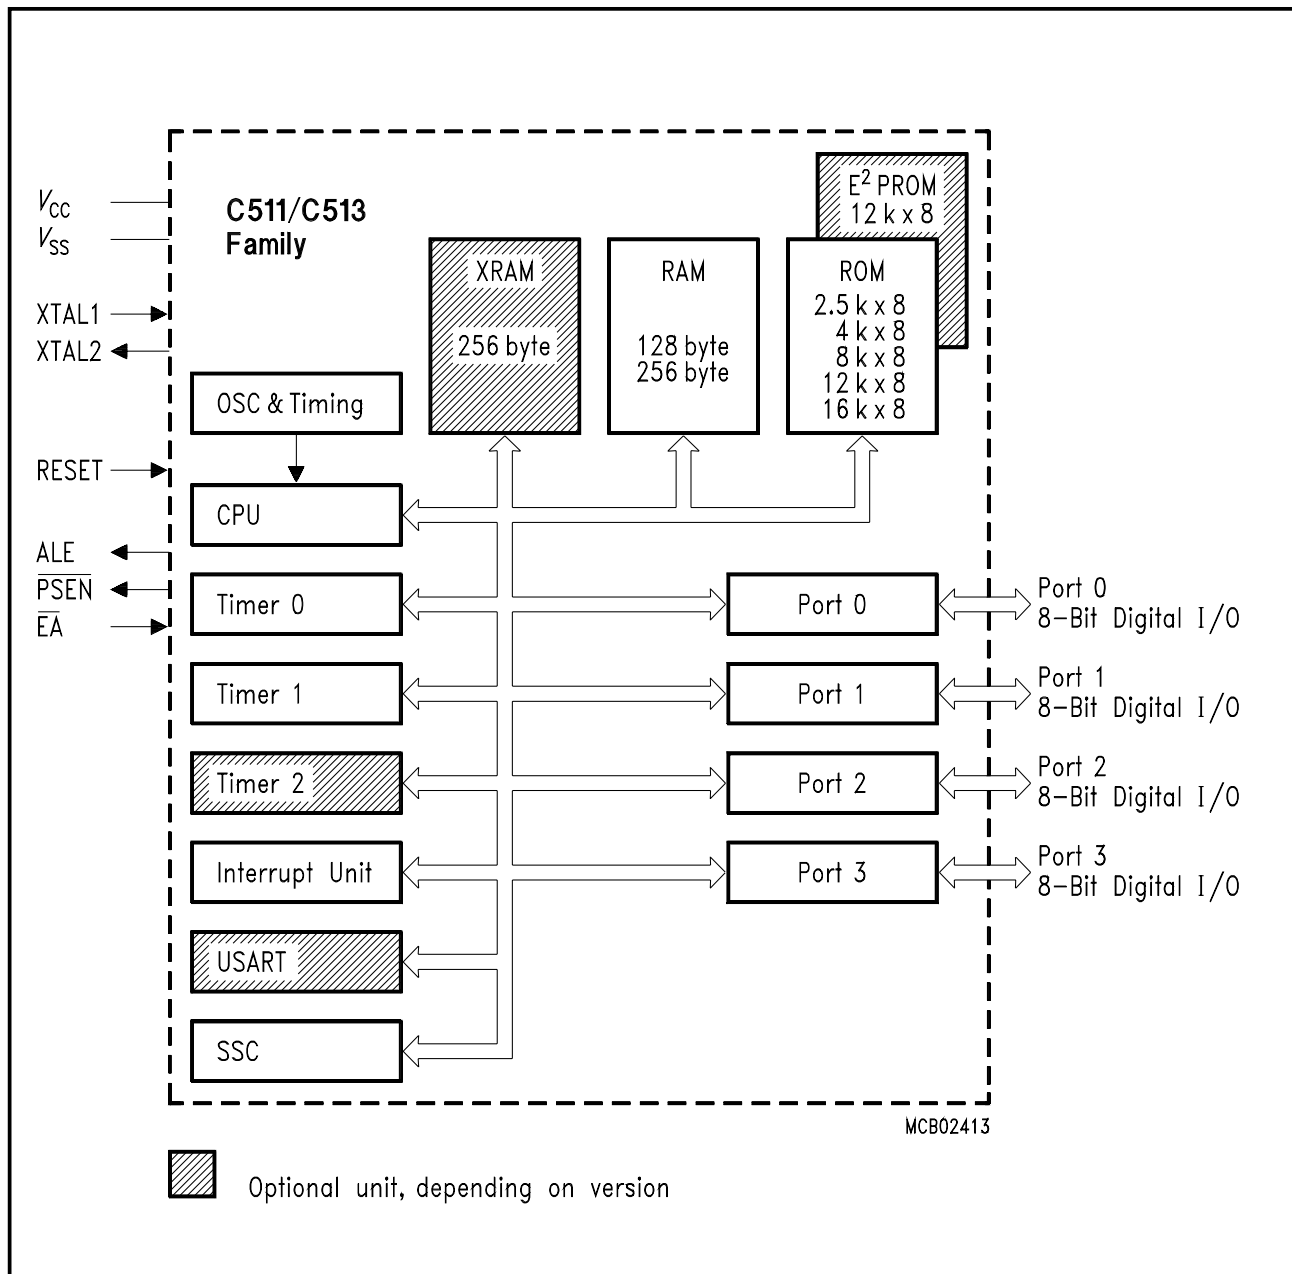 C511/C513
Family
VCC
VSS
XTAL1
XTAL2
RESET
ALE
PSEN
EA
E² PROM
12 k x 8
XRAM
256 byte
RAM
128 byte
256 byte
ROM
2.5 k x 8
4 k x 8
8 k x 8
12 k x 8
16 k x 8
OSC & Timing
CPU
Timer 0
Timer 1
Timer 2
Interrupt Unit
USART
SSC
Port 0
Port 1
Port 2
Port 3
Port 0
8-Bit Digital I/O
Port 1
8-Bit Digital I/O
Port 2
8-Bit Digital I/O
Port 3
8-Bit Digital I/O
MCB02413
Optional unit, depending on version